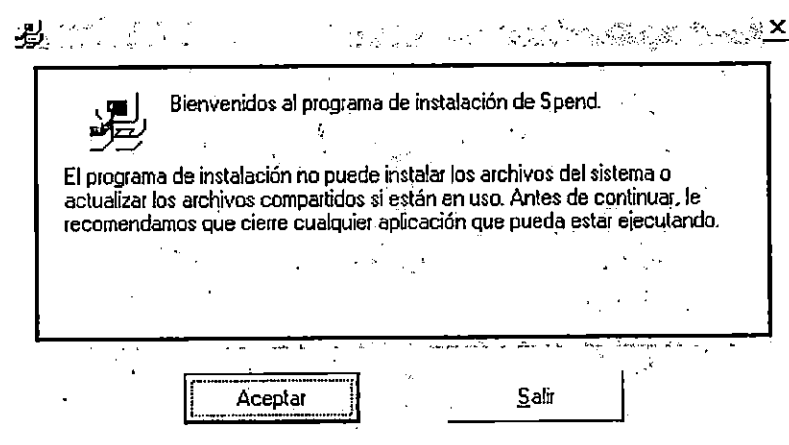 Bienvenidos al programa de instalación de Spend.
El programa de instalación no puede instalar los archivos del sistema o
actualizar los archivos compartidos si están en uso. Antes de continuar, le
recomendamos que cierre cualquier aplicación que pueda estar ejecutando.
Aceptar
Salir